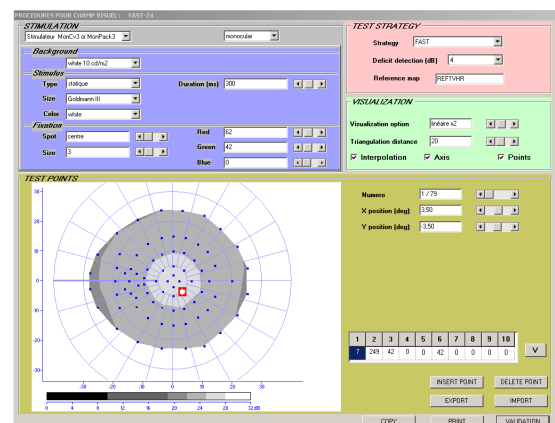 PROCEDURES POUR CHAMP VISUEL : FAST-24
STIMULATION
Stimulateur MonCv3 or MonPack3
monocular
Background
white 10 cd/m2
Stimulus
Type statique
Duration (ms) 300
Size Goldmann III
Color white
Fixation
Spot centre
Size 3
Red 62
Green 42
Blue 0
TEST STRATEGY
Strategy FAST
Deficit detection (dB) 4
Reference map REFTVHR
VISUALIZATION
Visualization option linéaire x2
Triangulation distance 20
Interpolation Axis Points
TEST POINTS
30
20
10
0
-10
-20
-30
-30 -20 -10 0 10 20 30
0 4 8 12 16 20 24 28 32dB
Numero 1 / 79
X position (deg) 3,50
Y position (deg) -3,50
1 2 3 4 5 6 7 8 9 10
7 249 42 0 0 42 0 0 0 0
V
INSERT POINT DELETE POINT
EXPORT IMPORT
COPY PRINT VALIDATION